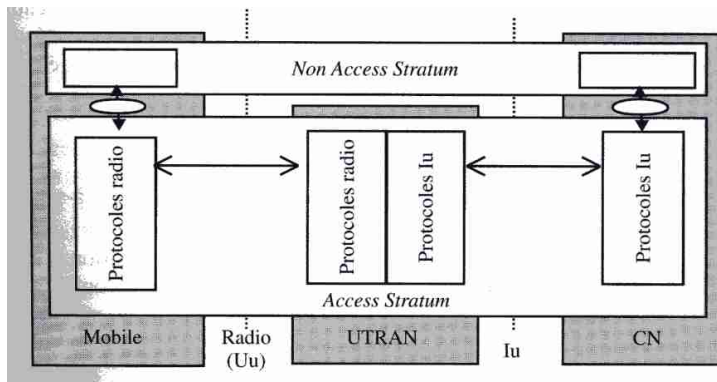 Non Access Stratum
Protocoles radio
Protocoles radio
Protocoles Iu
Protocoles Iu
Access Stratum
Mobile
Radio
(Uu)
UTRAN
Iu
CN